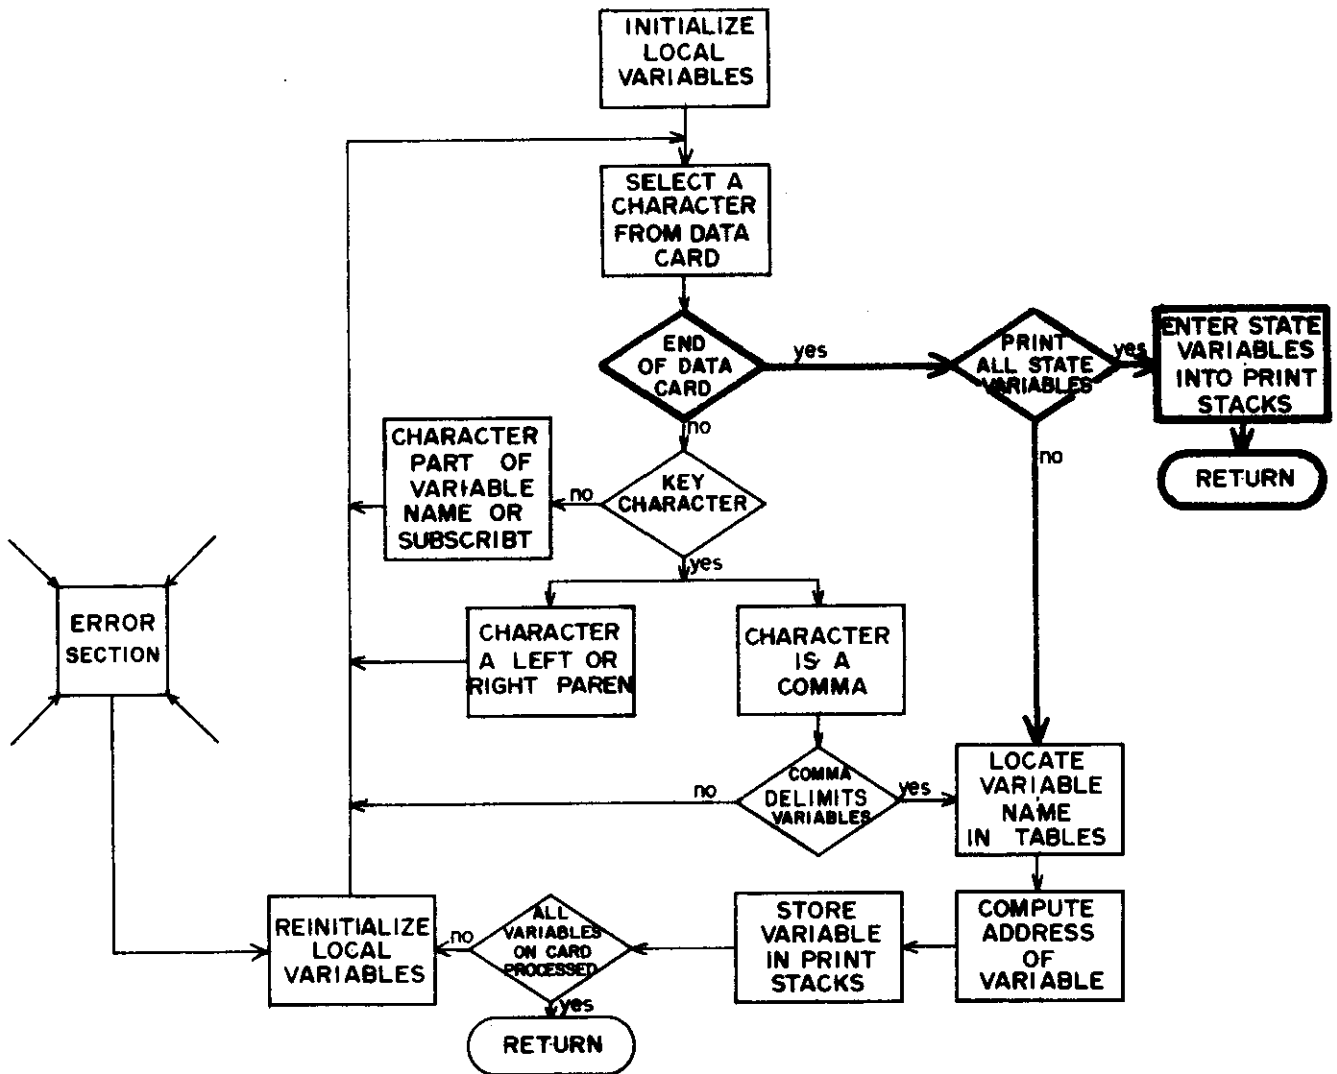 INITIALIZE
LOCAL
VARIABLES
SELECT A
CHARACTER
FROM DATA
CARD
END
OF DATA
CARD
yes
PRINT
ALL STATE
VARIABLES
yes
ENTER STATE
VARIABLES
INTO PRINT
STACKS
RETURN
no
no
KEY
CHARACTER
no
CHARACTER
PART OF
VARIABLE
NAME OR
SUBSCRIBT
yes
ERROR
SECTION
CHARACTER
A LEFT OR
RIGHT PAREN
CHARACTER
IS A
COMMA
COMMA
DELIMITS
VARIABLES
no
yes
LOCATE
VARIABLE
NAME
IN TABLES
COMPUTE
ADDRESS
OF
VARIABLE
STORE
VARIABLE
IN PRINT
STACKS
ALL
VARIABLES
ON CARD
PROCESSED
no
REINITIALIZE
LOCAL
VARIABLES
yes
RETURN